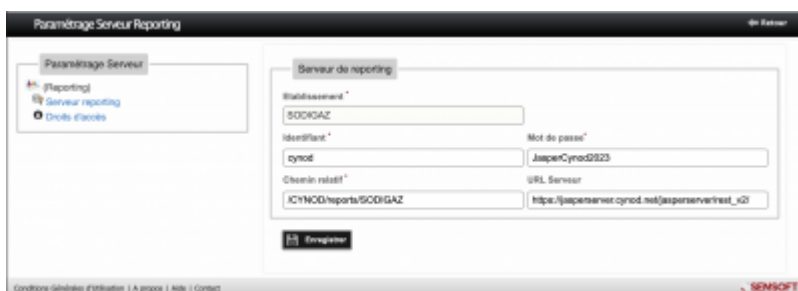 Paramétrage Serveur Reporting
Retour
Paramétrage Serveur
(Reporting)
Serveur reporting
Droits d'accès
Serveur de reporting
Etablissement *
SODIGAZ
Identifiant *
Mot de passe*
cynod
JasperCynod2023
Chemin relatif *
URL Serveur
/CYNOD/reports/SODIGAZ
https://jasperserver.cynod.net/jasperserver/rest_v2/
Enregistrer
Conditions Générales d'Utilisation | A propos | Aide | Contact
SENSOFT